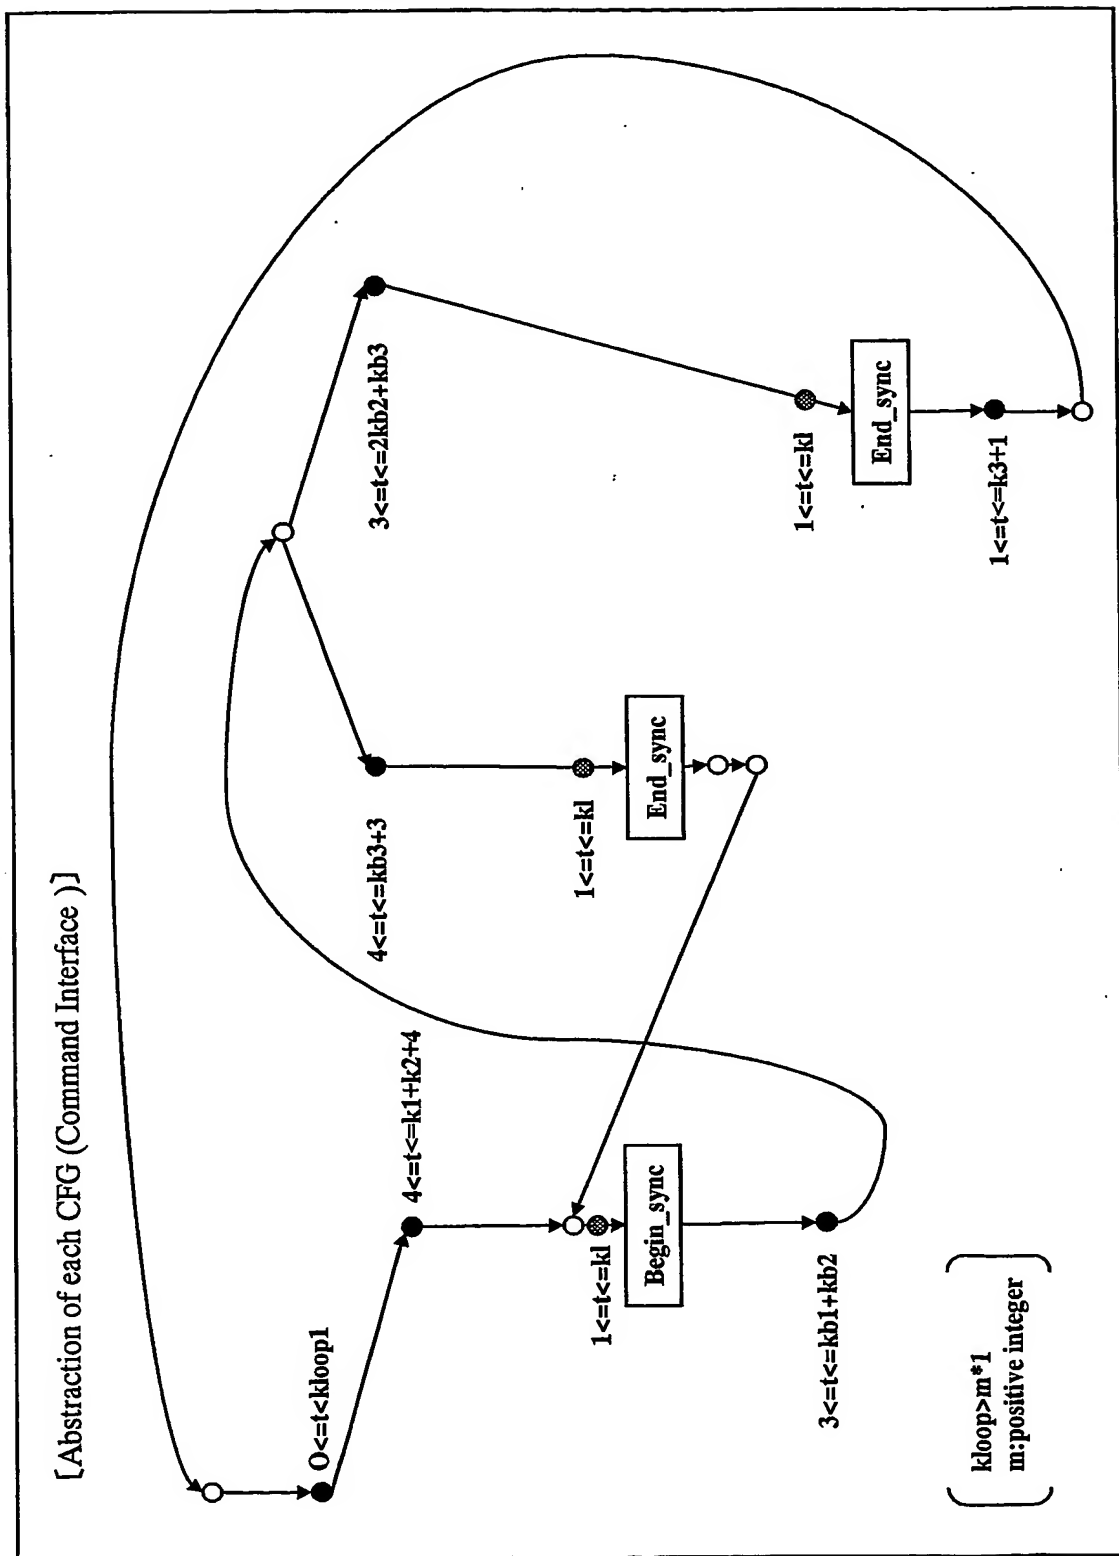 [Abstraction of each CFG (Command Interface )]
O<=t<kloop1
4<=t<=k1+k2+4
1<=t<=kl
Begin_sync
3<=t<=kb1+kb2
4<=t<=kb3+3
1<=t<=kl
End_sync
3<=t<=2kb2+kb3
1<=t<=kl
End_sync
1<=t<=k3+1
kloop>m*1
m:positive integer